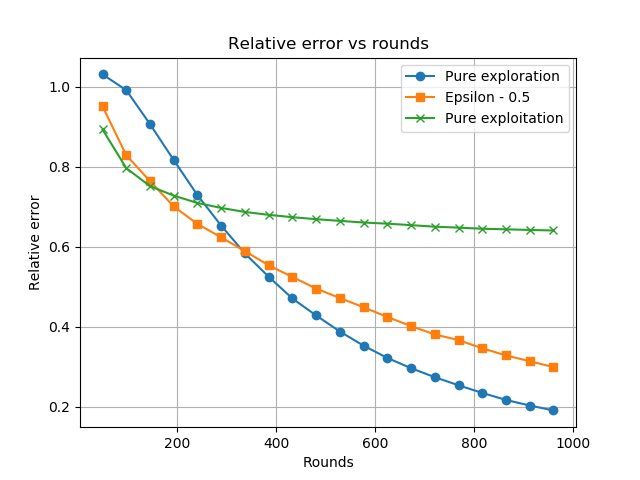 Relative error vs rounds
Pure exploration
Epsilon - 0.5
Pure exploitation
Relative error
1.0
0.8
0.6
0.4
0.2
200
400
600
800
1000
Rounds